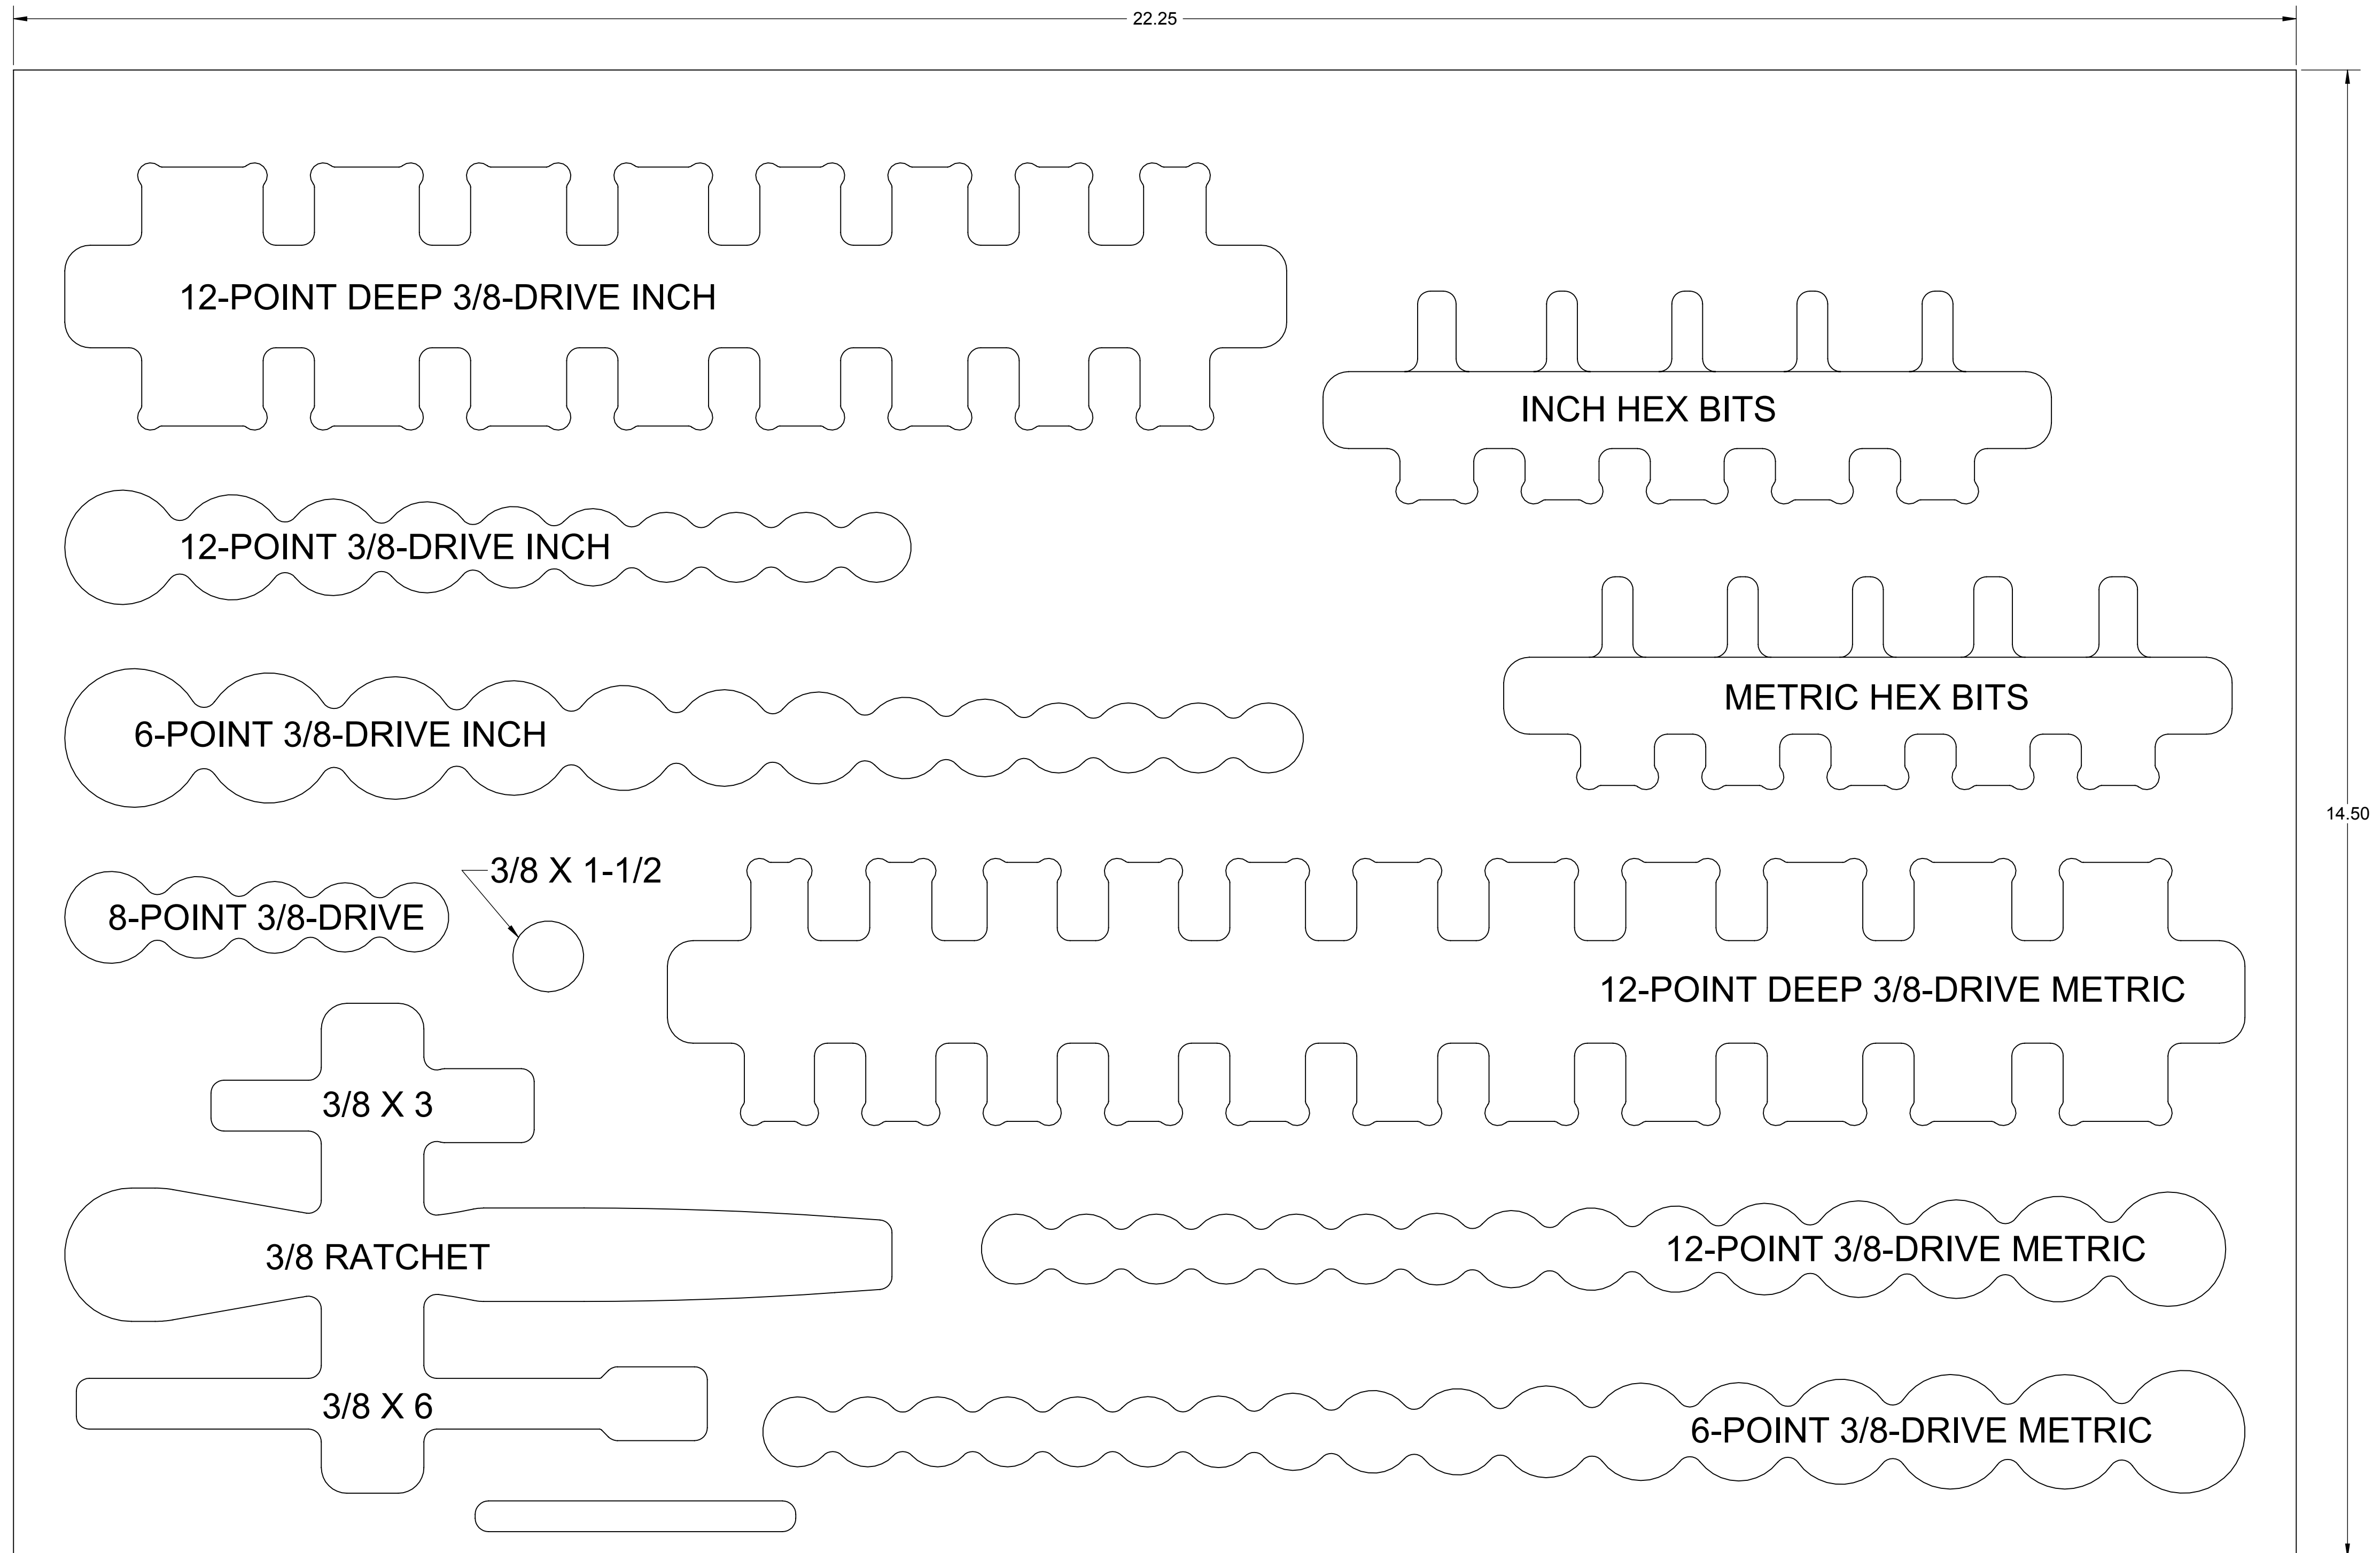 22.25
12-POINT DEEP 3/8-DRIVE INCH
INCH HEX BITS
12-POINT 3/8-DRIVE INCH
METRIC HEX BITS
6-POINT 3/8-DRIVE INCH
14.50
3/8 X 1-1/2
8-POINT 3/8-DRIVE
12-POINT DEEP 3/8-DRIVE METRIC
3/8 X 3
12-POINT 3/8-DRIVE METRIC
3/8 RATCHET
3/8 X 6
6-POINT 3/8-DRIVE METRIC